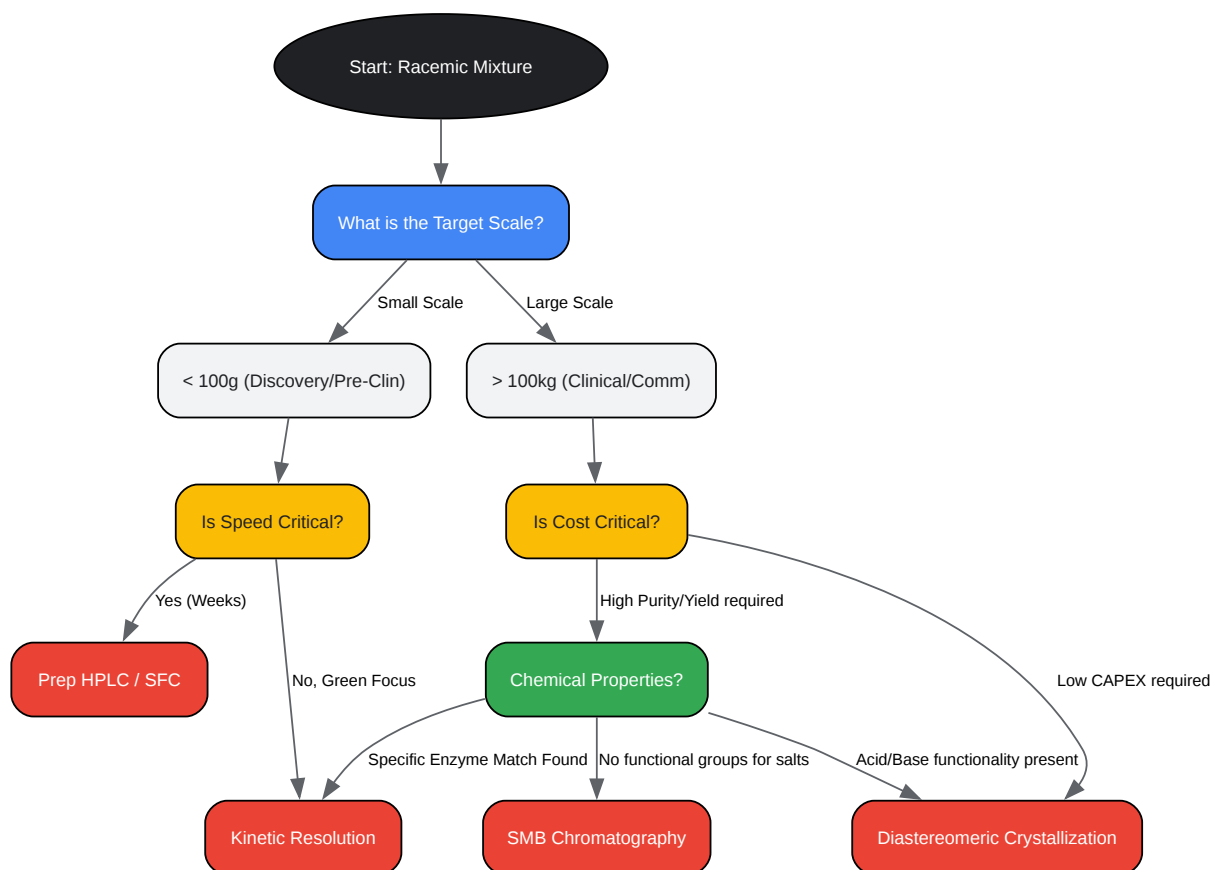 Start: Racemic Mixture
What is the Target Scale?
Small Scale
Large Scale
< 100g (Discovery/Pre-Clin)
> 100kg (Clinical/Comm)
Is Speed Critical?
Is Cost Critical?
Yes (Weeks)
High Purity/Yield required
Prep HPLC / SFC
No, Green Focus
Chemical Properties?
Low CAPEX required
Specific Enzyme Match Found
No functional groups for salts
Acid/Base functionality present
Kinetic Resolution
SMB Chromatography
Diastereomeric Crystallization